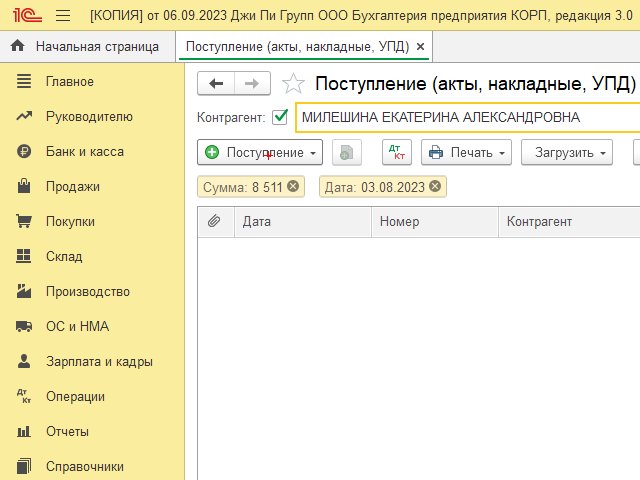 1С [КОПИЯ] от 06.09.2023 Джи Пи Групп ООО Бухгалтерия предприятия КОРП, редакция 3.0
Начальная страница Поступление (акты, накладные, УПД) ×
Главное
Руководителю
Банк и касса
Продажи
Покупки
Склад
Производство
ОС и НМА
Зарплата и кадры
Дт Кт Операции
Отчеты
Справочники
Поступление (акты, накладные, УПД)
Контрагент: МИЛЕШИНА ЕКАТЕРИНА АЛЕКСАНДРОВНА
Поступление Дт Кт Печать Загрузить
Сумма: 8 511 Дата: 03.08.2023
Дата Номер Контрагент